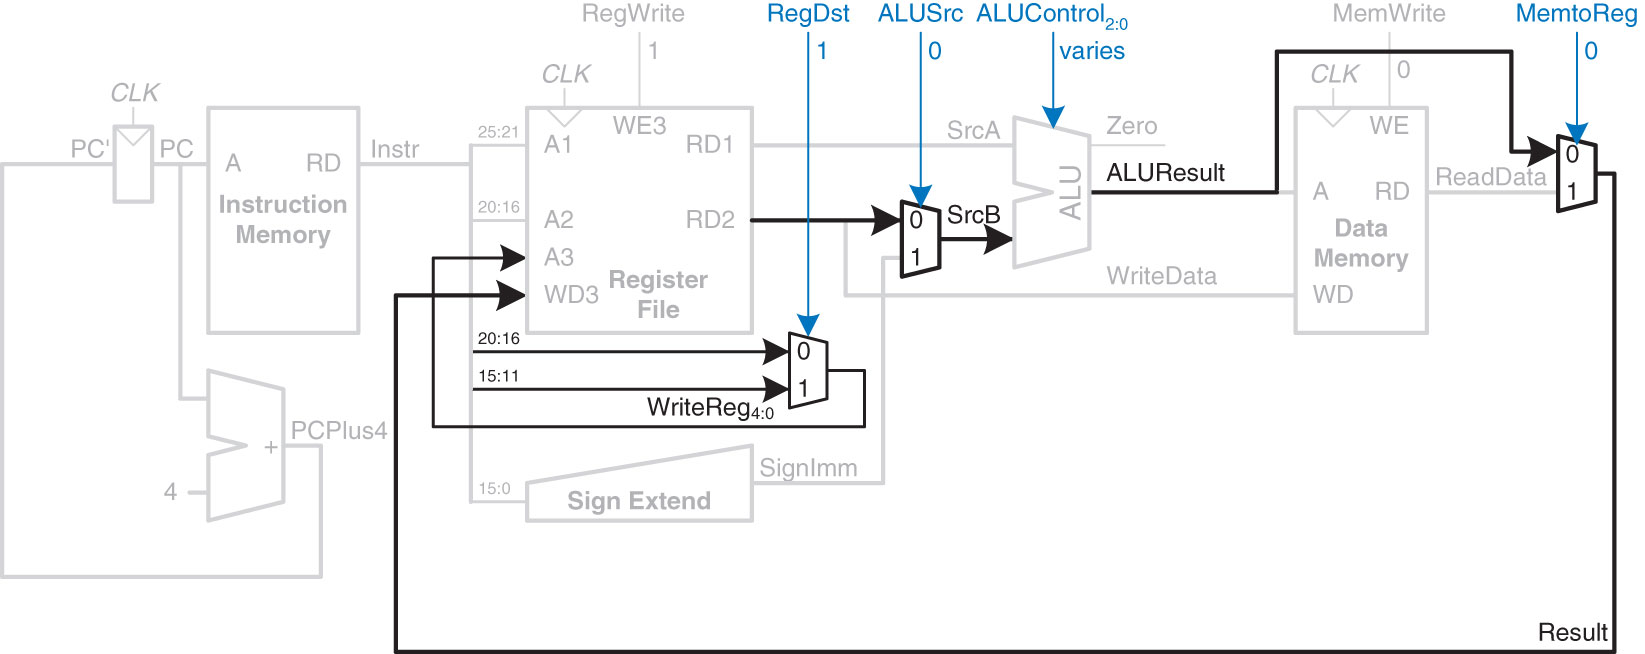 RegWrite RegDst ALUSrc ALUControl2:0 MemWrite MemtoReg
1 1 0 varies 0 0
CLK CLK CLK
PC' PC A RD Instr
Instruction
Memory
25:21 A1 WE3 RD1 SrcA Zero
20:16 A2 RD2 0 SrcB ALU ALUResult
1
A3
WD3 Register
File
WE
A RD ReadData 0
1
Data
Memory
WriteData WD
20:16 0
15:11 1
WriteReg4:0
+ PCPlus4
4
SignImm
15:0 Sign Extend
Result